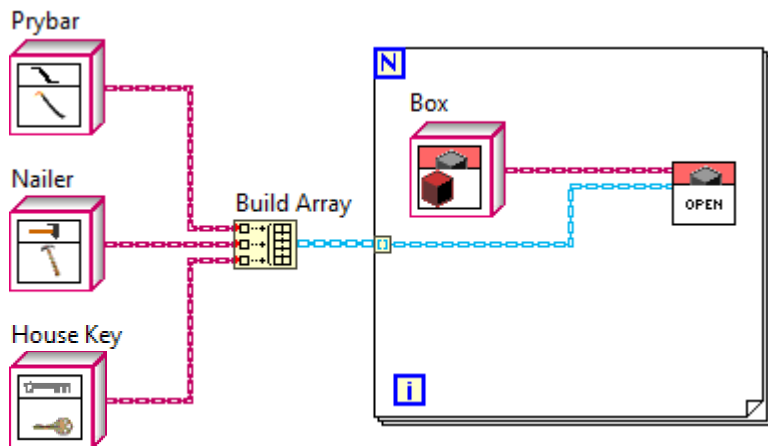 Prybar
N
Box
Nailer
Build Array
OPEN
House Key
i